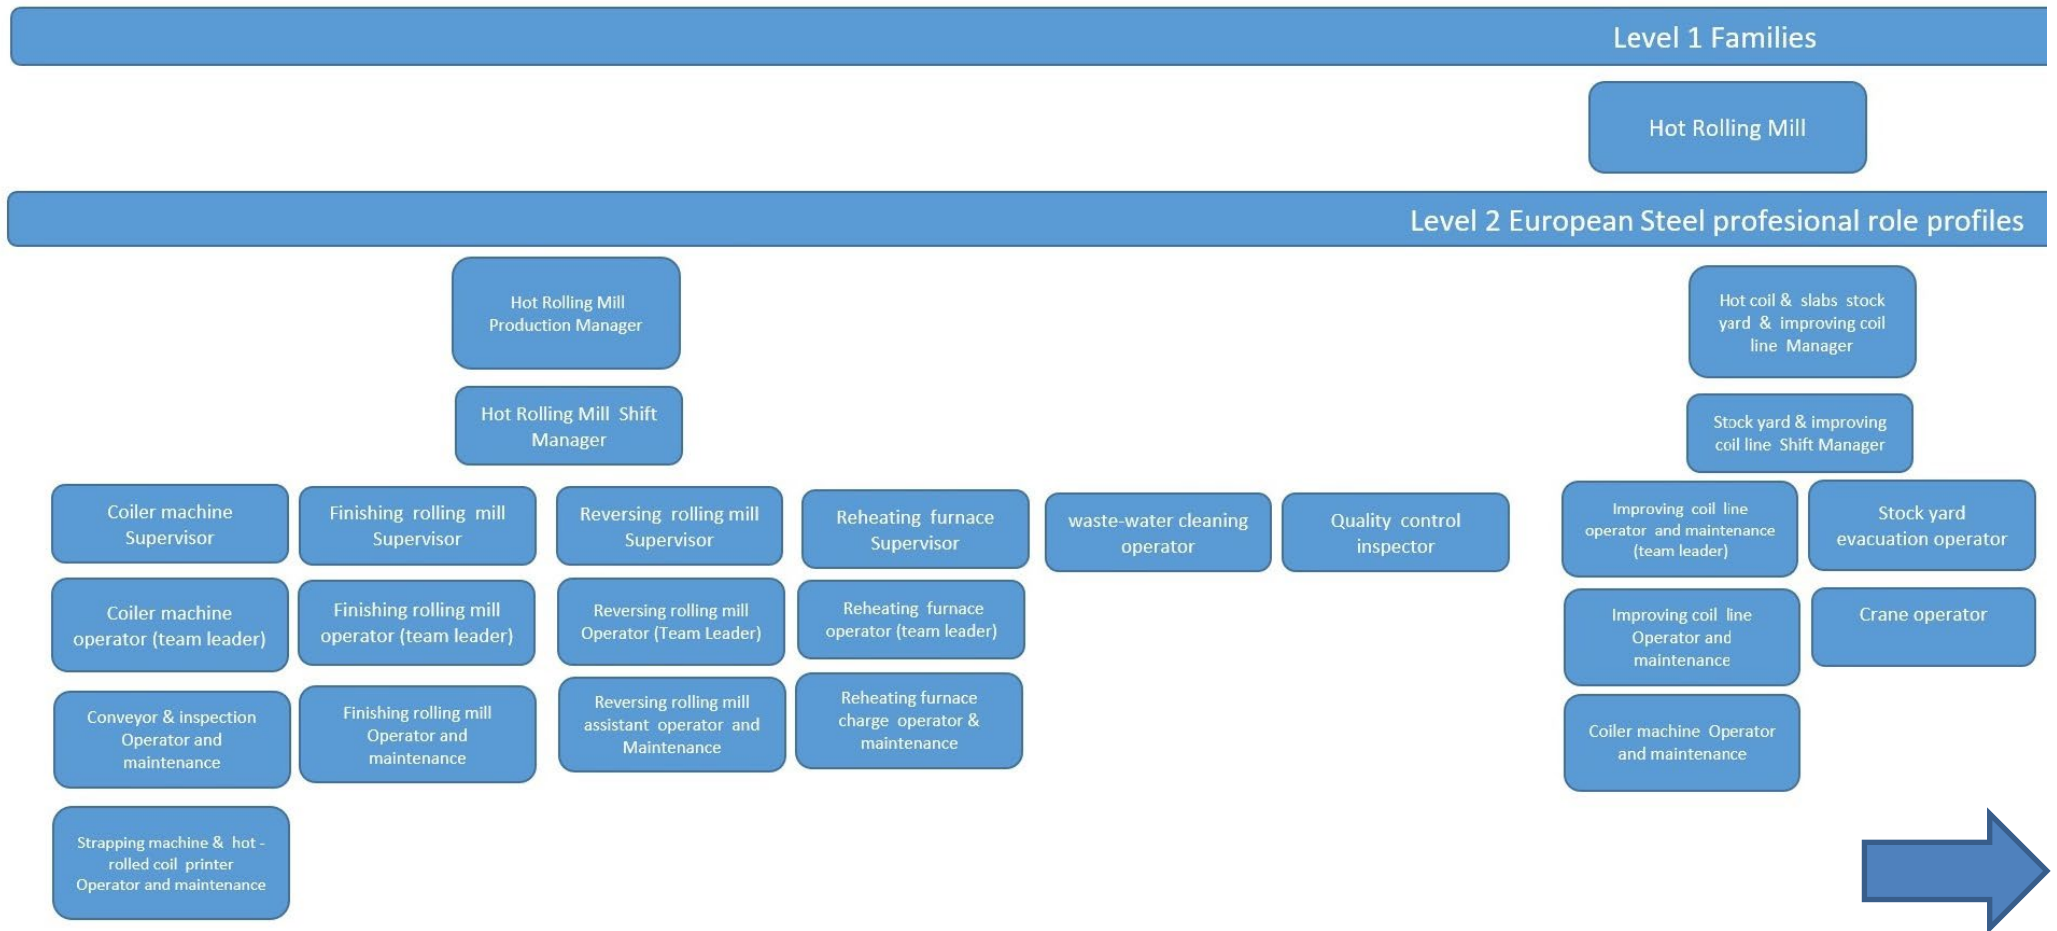 Level 1 Families
Hot Rolling Mill
Level 2 European Steel profesional role profiles
Hot Rolling Mill
Production Manager
Hot coil & slabs stock
yard & improving coil
line Manager
Hot Rolling Mill Shift
Manager
Stock yard & improving
coil line Shift Manager
Coiler machine
Supervisor
Finishing rolling mill
Supervisor
Reversing rolling mill
Supervisor
Reheating furnace
Supervisor
waste-water cleaning
operator
Quality control
inspector
Improving coil line
operator and maintenance
(team leader)
Stock yard
evacuation operator
Coiler machine
operator (team leader)
Finishing rolling mill
operator (team leader)
Reversing rolling mill
Operator (Team Leader)
Reheating furnace
operator (team leader)
Improving coil line
Operator and
maintenance
Crane operator
Conveyor & inspection
Operator and
maintenance
Finishing rolling mill
Operator and
maintenance
Reversing rolling mill
assistant operator and
Maintenance
Reheating furnace
charge operator &
maintenance
Coiler machine Operator
and maintenance
Strapping machine & hot -
rolled coil printer
Operator and maintenance